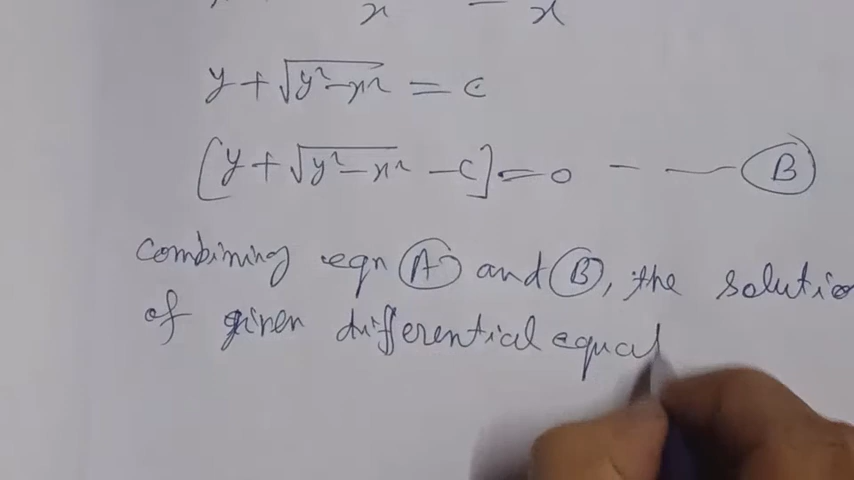 x x
y + √(y² - x²) = c
[y + √(y² - x²) - c] = 0 - — (B)
combining eqn (A) and (B), the solutio
of given differential equat